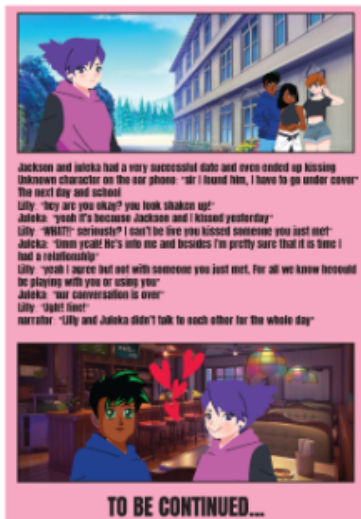 Jackson and juleka had a very successful date and even ended up kissing
Unknown character on the ear phone: "sir I found him, I have to go under cover"
The next day and school
Lilly: "hey are you okay? you look shaken up!"
Juleka: "yeah it's because Jackson and I kissed yesterday"
Lilly: "WHAT!!" seriously? I can't be live you kissed someone you just met"
Juleka: "Umm yeah! He's into me and besides I'm pretty sure that it is time I
had a relationship"
Lilly: "yeah I agree but not with someone you just met. For all we know hecould
be playing with you or using you"
Juleka: "our conversation is over"
Lilly: "Ugh!! fine!"
narrator: "Lilly and Juleka didn't talk to each other for the whole day"
TO BE CONTINUED...